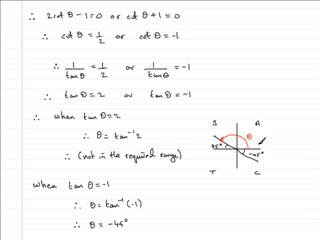 ∴ 2cot θ - 1 = 0 or cot θ + 1 = 0
∴ cot θ = 1/2 or cot θ = -1
∴ 1/tan θ = 1/2 or 1/tan θ = -1
∴ tan θ = 2 or tan θ = -1
∴ when tan θ = 2
∴ θ = tan⁻¹ 2
∴ (not in the required range)
when tan θ = -1
∴ θ = tan⁻¹(-1)
∴ θ = -45°
S A
θ
45° -45°
T C